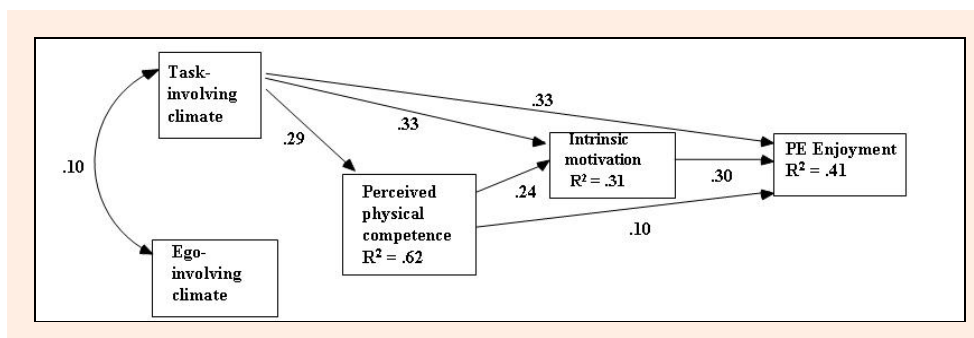 Task-
involving
climate
.10
.29
.33
.33
Perceived
physical
competence
R² = .62
.24
Intrinsic
motivation
R² = .31
.30
.10
PE Enjoyment
R² = .41
Ego-
involving
climate